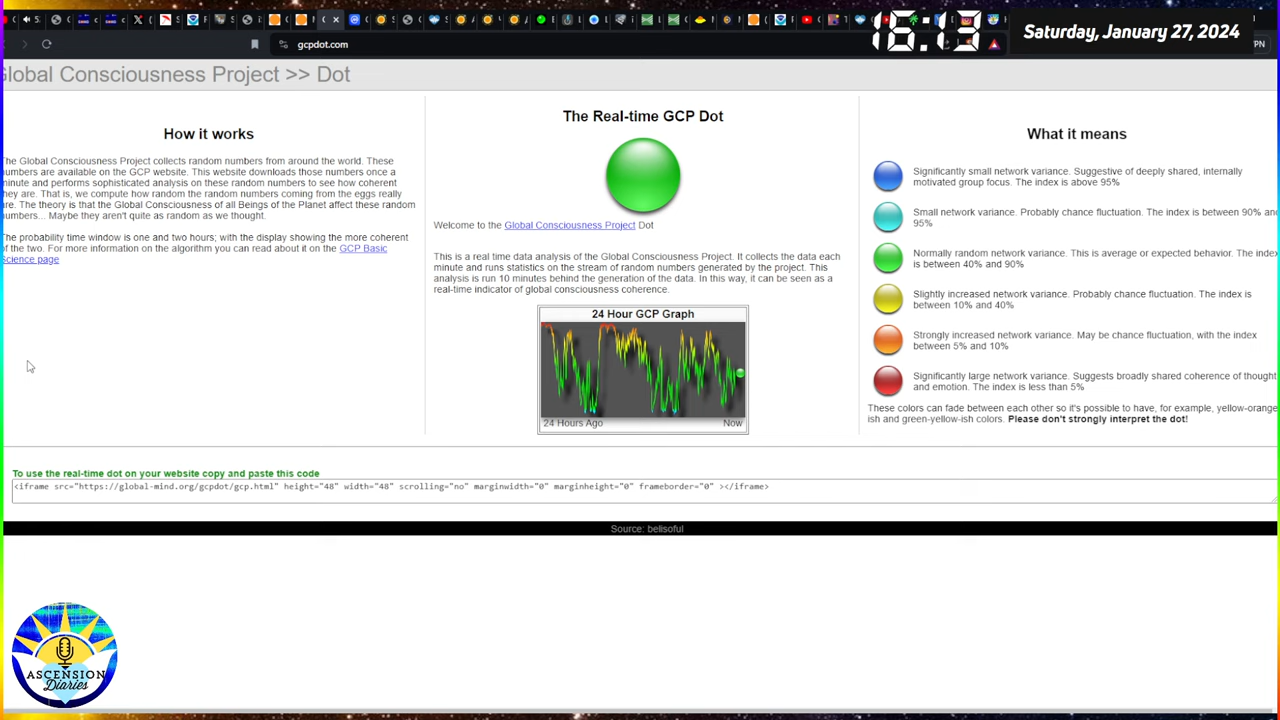 gcpdot.com
16:13
Saturday, January 27, 2024
PN
lobal Consciousness Project >> Dot
How it works
The Global Consciousness Project collects random numbers from around the world. These
umbers are available on the GCP website. This website downloads those numbers once a
minute and performs sophistocated analysis on these random numbers to see how coherent
hey are. That is, we compute how random the random numbers coming from the eggs really
are. The theory is that the Global Consciousness of all Beings of the Planet affect these random
umbers... Maybe they aren't quite as random as we thought.
The probability time window is one and two hours; with the display showing the more coherent
of the two. For more information on the algorithm you can read about it on the GCP Basic
Science page
The Real-time GCP Dot
Welcome to the Global Consciousness Project Dot
This is a real time data analysis of the Global Consciousness Project. It collects the data each
minute and runs statistics on the stream of random numbers generated by the project. This
analysis is run 10 minutes behind the generation of the data. In this way, it can be seen as a
real-time indicator of global consciousness coherence.
24 Hour GCP Graph
24 Hours Ago Now
What it means
Significantly small network variance. Suggestive of deeply shared, internally
motivated group focus. The index is above 95%
Small network variance. Probably chance fluctuation. The index is between 90% and
95%
Normally random network variance. This is average or expected behavior. The index
is between 40% and 90%
Slightly increased network variance. Probably chance fluctuation. The index is
between 10% and 40%
Strongly increased network variance. May be chance fluctuation, with the index
between 5% and 10%
Significantly large network variance. Suggests broadly shared coherence of thought
and emotion. The index is less than 5%
These colors can fade between each other so it's possible to have, for example, yellow-orange
ish and green-yellow-ish colors. Please don't strongly interpret the dot!
To use the real-time dot on your website copy and paste this code
<iframe src="https://global-mind.org/gcpdot/gcp.html" height="48" width="48" scrolling="no" marginwidth="0" marginheight="0" frameborder="0" ></iframe>
Source: belisoful
ASCENSION
Diaries